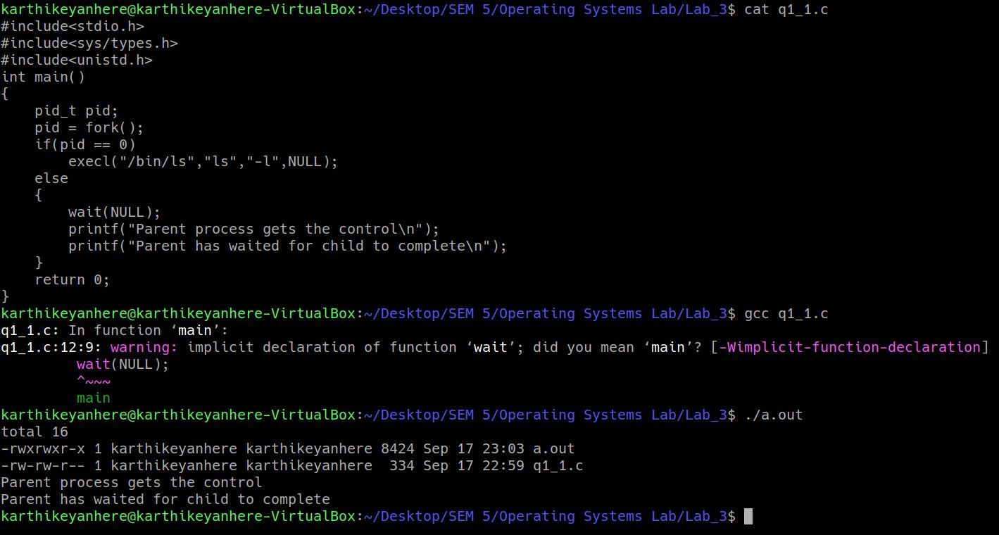 karthikeyanhere@karthikeyanhere-VirtualBox:~/Desktop/SEM 5/Operating Systems Lab/Lab_3$ cat q1_1.c
#include<stdio.h>
#include<sys/types.h>
#include<unistd.h>
int main()
{
    pid_t pid;
    pid = fork();
    if(pid == 0)
        execl("/bin/ls","ls","-l",NULL);
    else
    {
        wait(NULL);
        printf("Parent process gets the control\n");
        printf("Parent has waited for child to complete\n");
    }
    return 0;
}
karthikeyanhere@karthikeyanhere-VirtualBox:~/Desktop/SEM 5/Operating Systems Lab/Lab_3$ gcc q1_1.c
q1_1.c: In function ‘main’:
q1_1.c:12:9: warning: implicit declaration of function ‘wait’; did you mean ‘main’? [-Wimplicit-function-declaration]
         wait(NULL);
         ^~~~
         main
karthikeyanhere@karthikeyanhere-VirtualBox:~/Desktop/SEM 5/Operating Systems Lab/Lab_3$ ./a.out
total 16
-rwxrwxr-x 1 karthikeyanhere karthikeyanhere 8424 Sep 17 23:03 a.out
-rw-rw-r-- 1 karthikeyanhere karthikeyanhere  334 Sep 17 22:59 q1_1.c
Parent process gets the control
Parent has waited for child to complete
karthikeyanhere@karthikeyanhere-VirtualBox:~/Desktop/SEM 5/Operating Systems Lab/Lab_3$